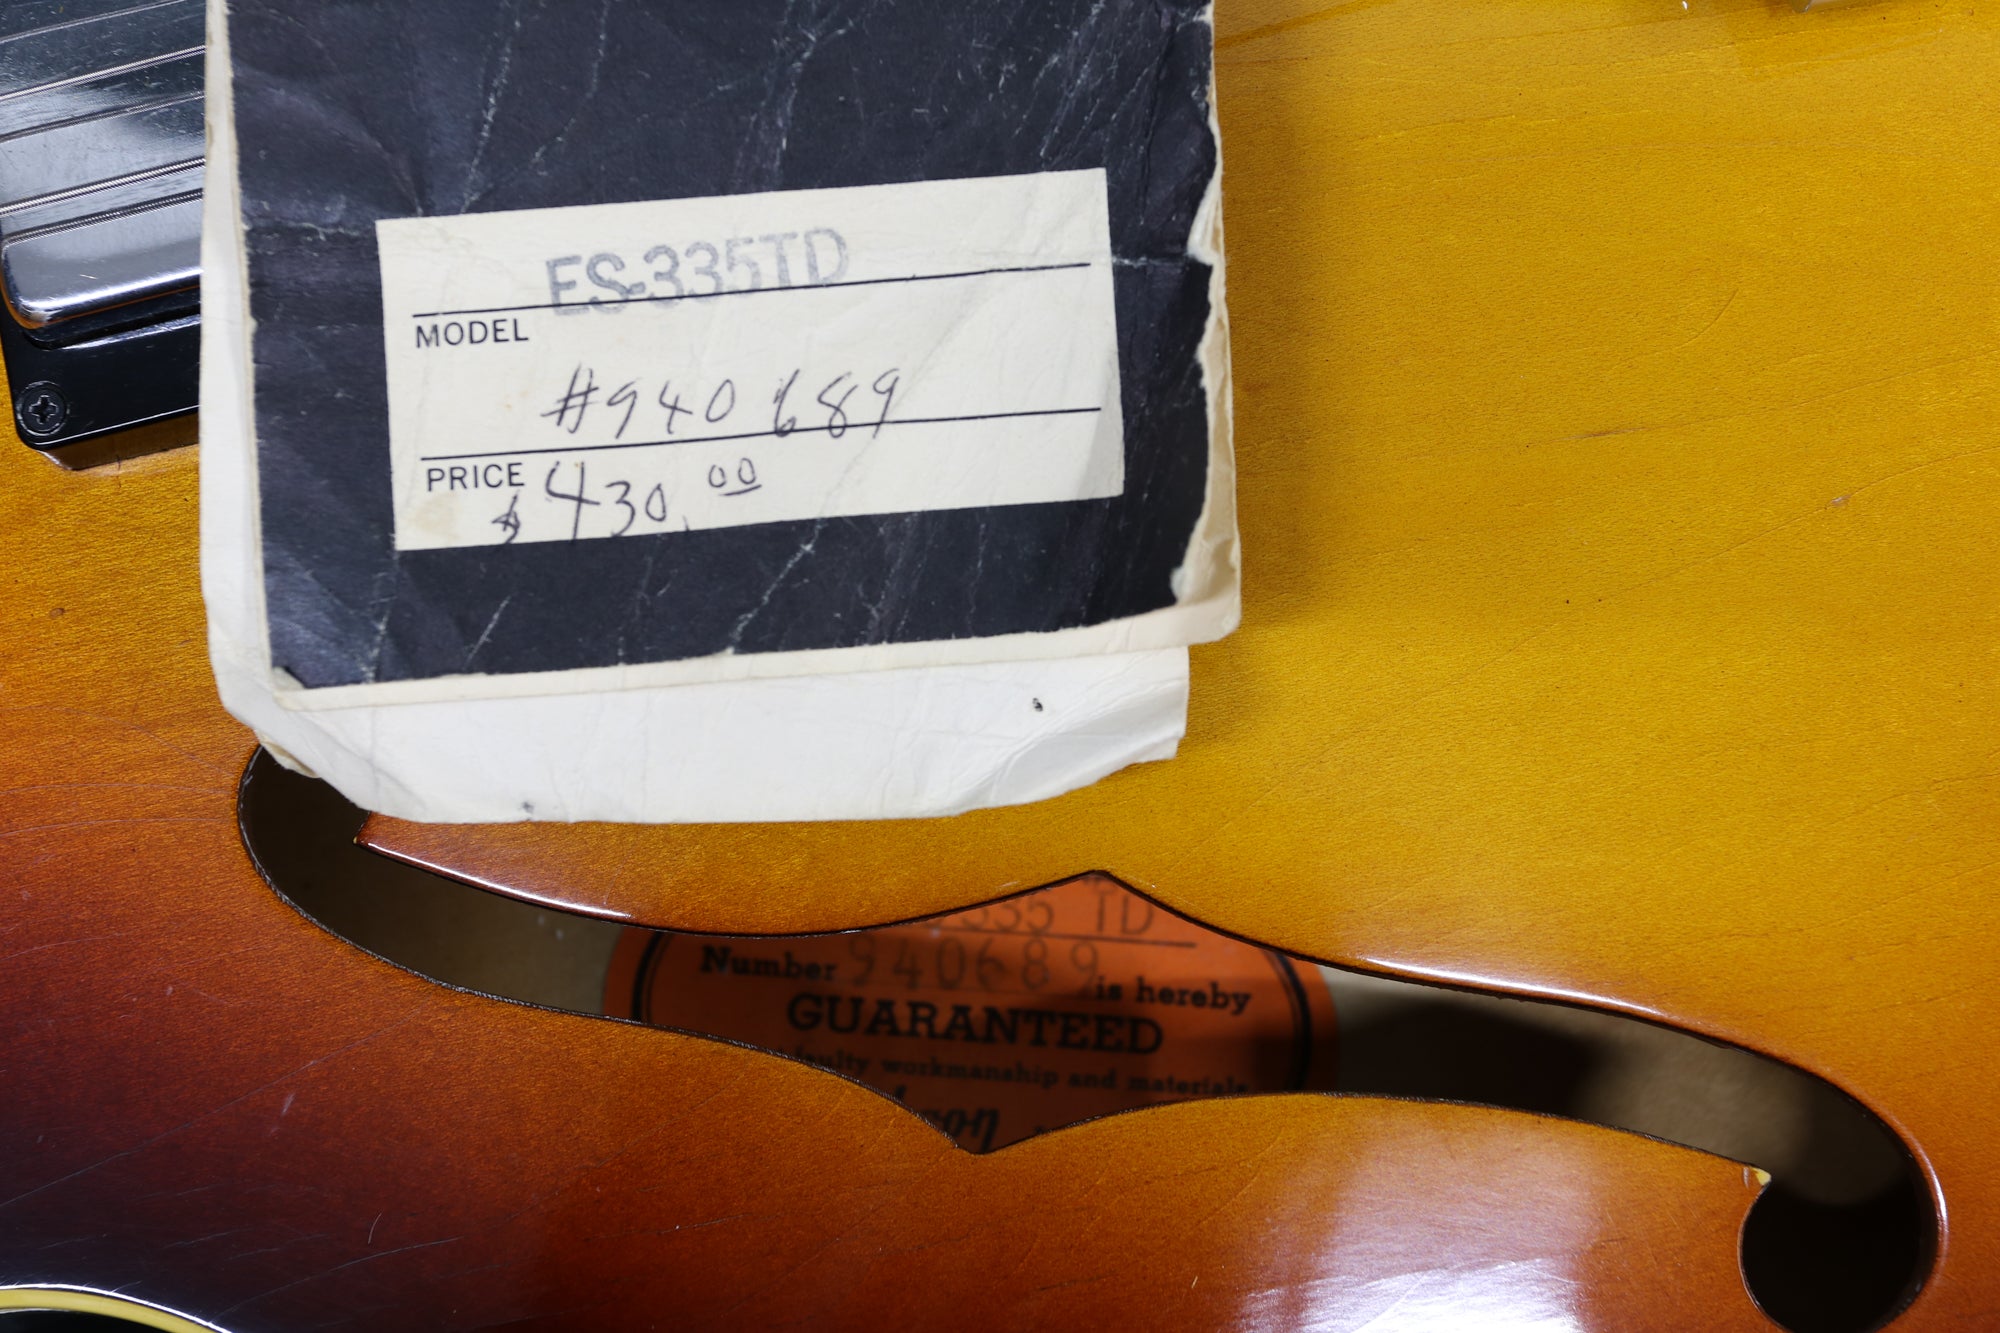 ES-335TD
MODEL
#940689
PRICE
$430.00
335 TD
Number 940689 is hereby
GUARANTEED
faulty workmanship and materials